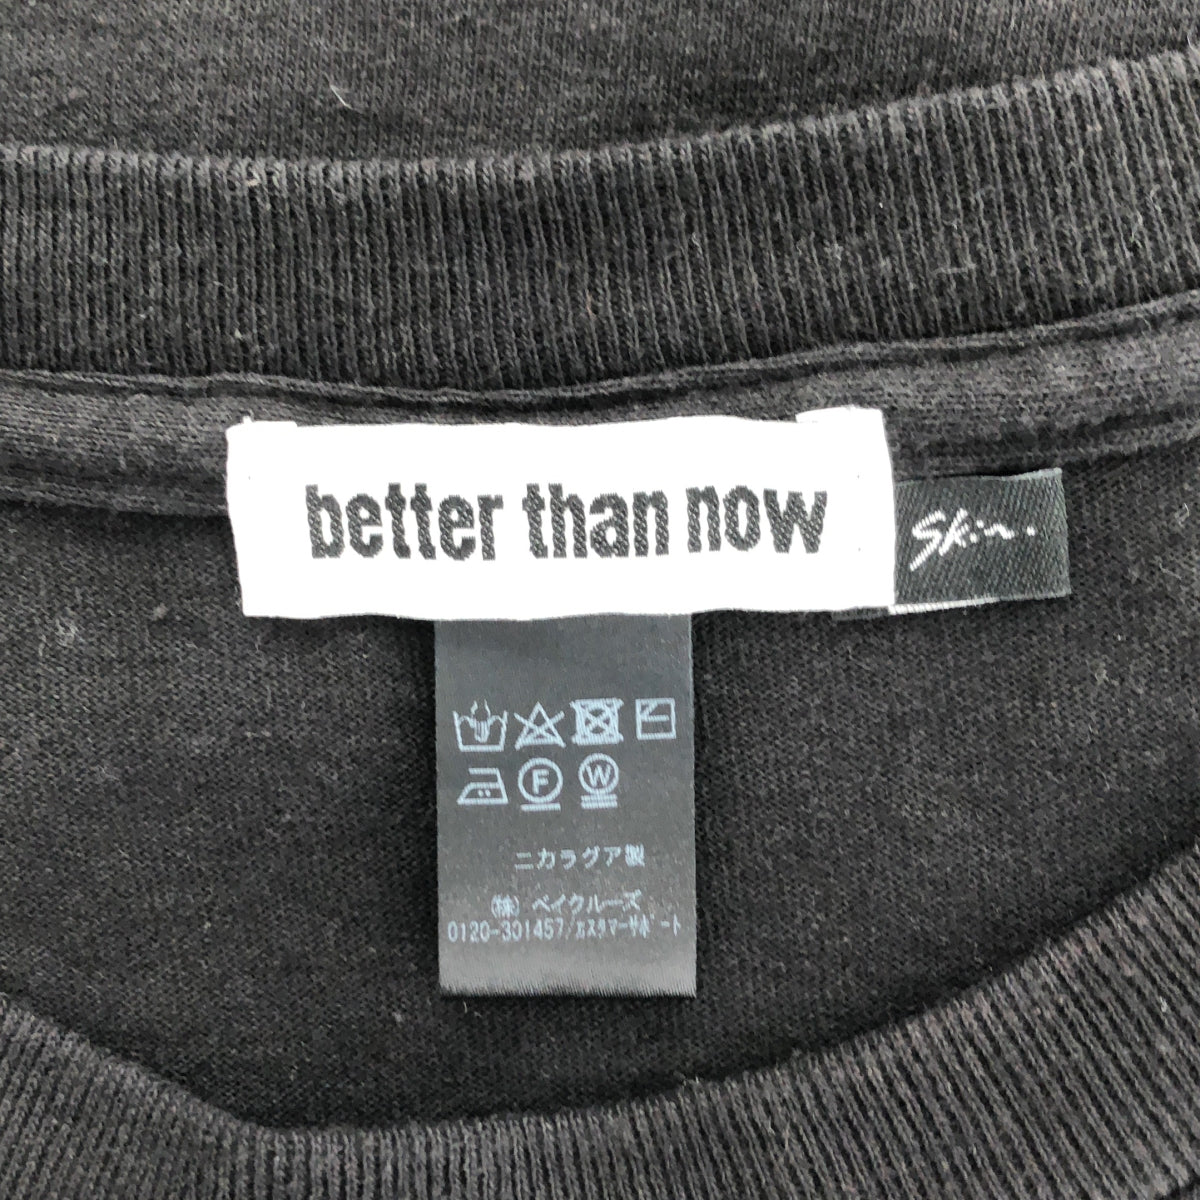 better than now
Skin.
F W
ニカラグア製
(株) ベイクルーズ
0120-301457/カスタマーサポート